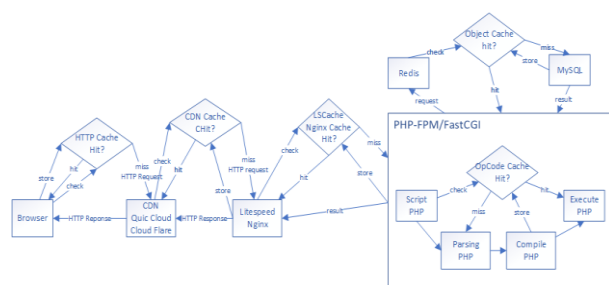 Object Cache
hit?
check
miss
store
Redis
MySQL
hit
request
result
PHP-FPM/FastCGI
LSCache
Nginx Cache
Hit?
CDN Cache
CHit?
HTTP Cache
Hit?
OpCode Cache
Hit?
check
miss
miss
HTTP request
check
miss
HTTP Request
store
hit
check
hit
hit
store
store
check
hit
Script
PHP
Execute
PHP
miss
store
Browser
HTTP Reponse
CDN
Quic Cloud
Cloud Flare
HTTP Response
Litespeed
Nginx
result
Parsing
PHP
Compile
PHP